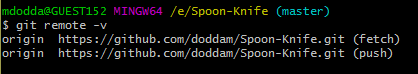 mdodda@GUEST152 MINGW64 /e/Spoon-Knife (master)
$ git remote -v
origin  https://github.com/doddam/Spoon-Knife.git (fetch)
origin  https://github.com/doddam/Spoon-Knife.git (push)